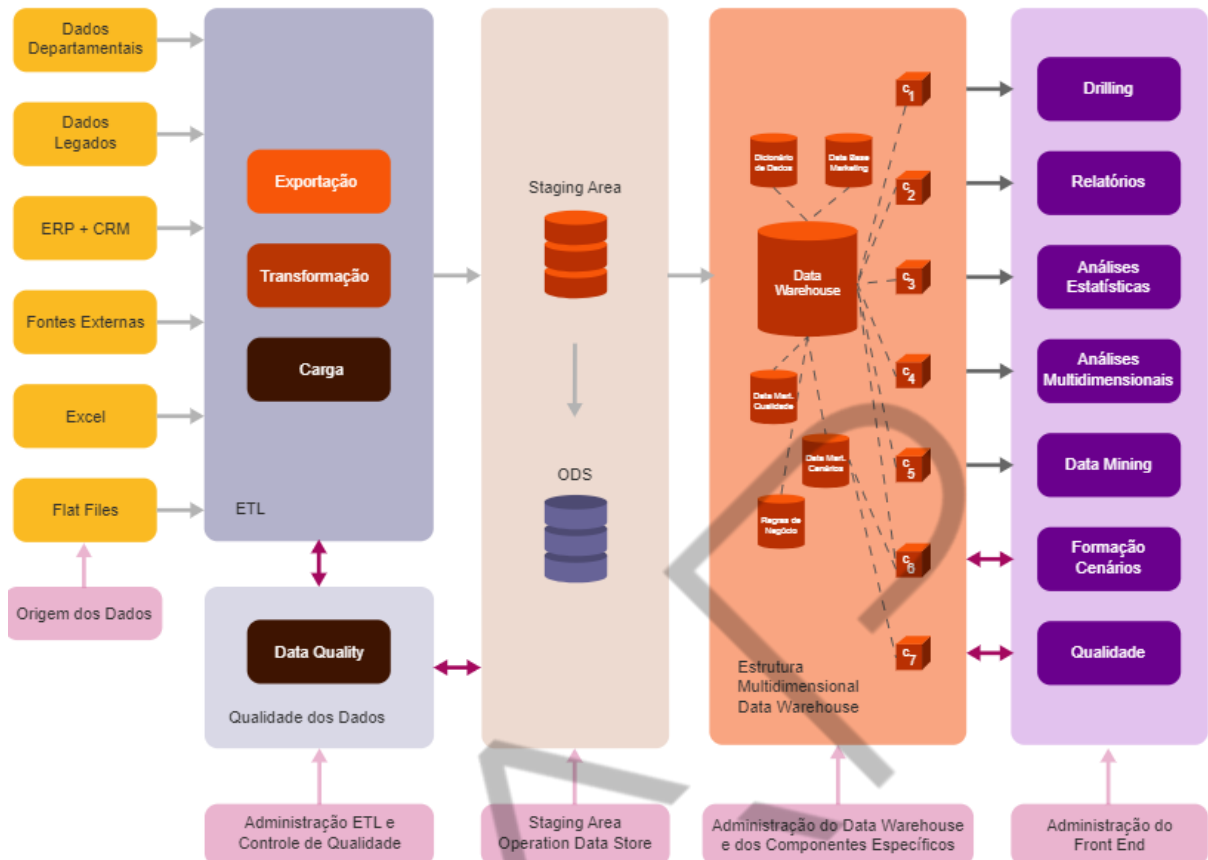 Dados
Departamentais
Dados
Legados
ERP + CRM
Fontes Externas
Excel
Flat Files
Origem dos Dados
Exportação
Transformação
Carga
ETL
Data Quality
Qualidade dos Dados
Administração ETL e
Controle de Qualidade
Staging Area
ODS
Staging Area
Operation Data Store
Dicionário
de Dados
Data Base
Marketing
Data
Warehouse
Data Mart.
Qualidade
Data Mart.
Cenários
Regras de
Negócio
C1
C2
C3
C4
C5
C6
C7
Estrutura
Multidimensional
Data Warehouse
Administração do Data Warehouse
e dos Componentes Específicos
Drilling
Relatórios
Análises
Estatísticas
Análises
Multidimensionais
Data Mining
Formação
Cenários
Qualidade
Administração do
Front End